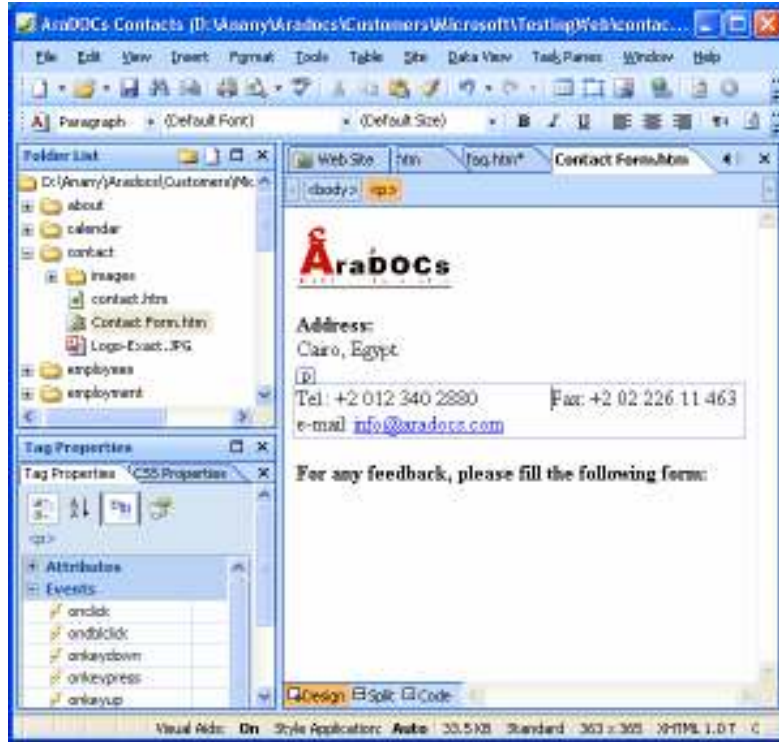 AraDOCs Contacts (D:\Anany\Aradocs\Customers\Microsoft\TestingWeb\contac...
File Edit View Insert Format Tools Table Site Data View Task Panes Window Help
Paragraph (Default Font) (Default Size) B I U
Folder List
D:\Anany\Aradocs\Customers\Mic
about
calendar
contact
images
contact.htm
Contact Form.htm
Logo-Exact.JPG
employees
employment
Tag Properties
Tag Properties CSS Properties
<p>
Attributes
Events
onclick
ondblclick
onkeydown
onkeypress
onkeyup
Web Site htm faq.htm* Contact Form.htm
<body> <p>
AraDOCs
Address:
Cairo, Egypt
p
Tel: +2 012 340 2880 Fax: +2 02 226 11 463
e-mail: info@aradocs.com
For any feedback, please fill the following form:
Design Split Code
Visual Aids: On Style Application: Auto 33.5 KB Standard 363 x 365 XHTML 1.0 T C